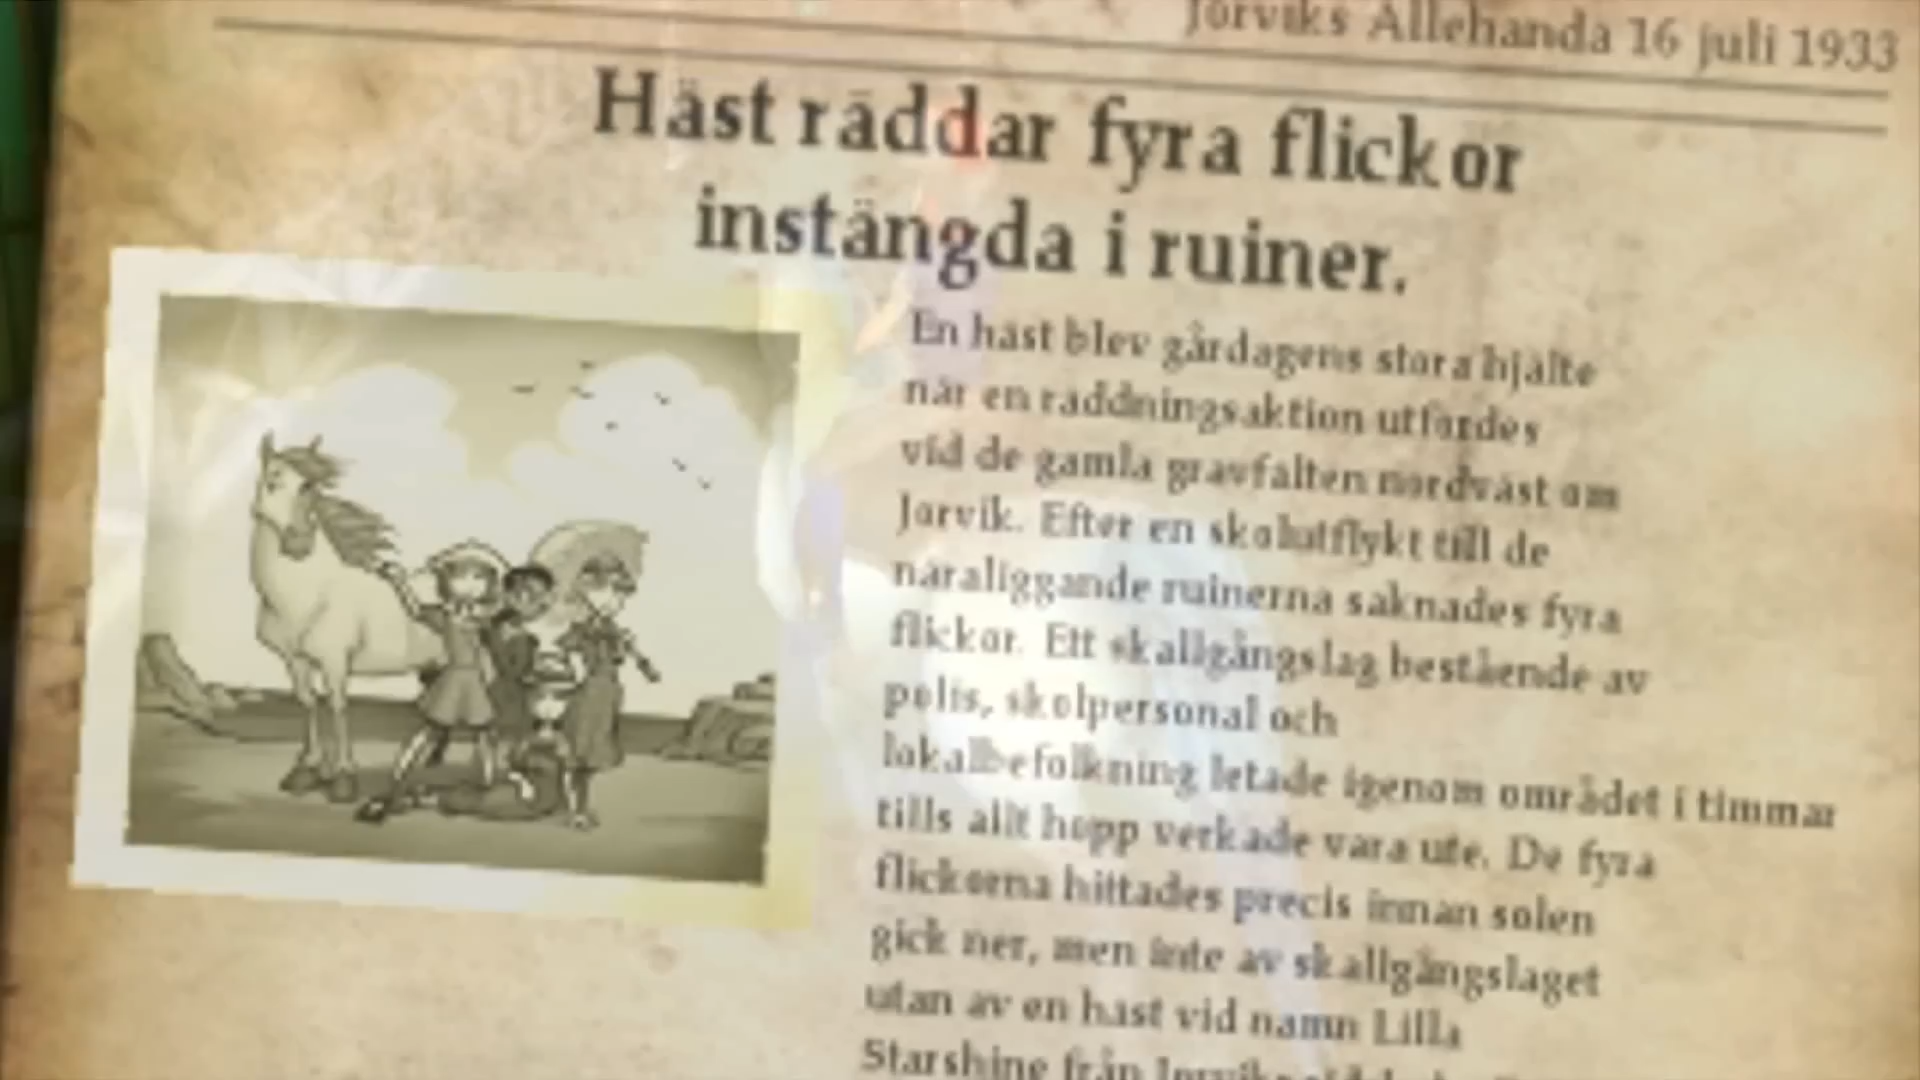 Jorviks Allehanda 16 juli 1933
Häst räddar fyra flickor
instängda i ruiner.
En häst blev gårdagens stora hjälte
när en räddningsaktion utfördes
vid de gamla gravfälten nordväst om
Jorvik. Efter en skolutflykt till de
näraliggande ruinerna saknades fyra
flickor. Ett skallgångslag bestående av
polis, skolpersonal och
lokalbefolkning letade igenom området i timmar
tills allt hopp verkade vara ute. De fyra
flickorna hittades precis innan solen
gick ner, men inte av skallgångslaget
utan av en häst vid namn Lilla
Starshine från Jorviks